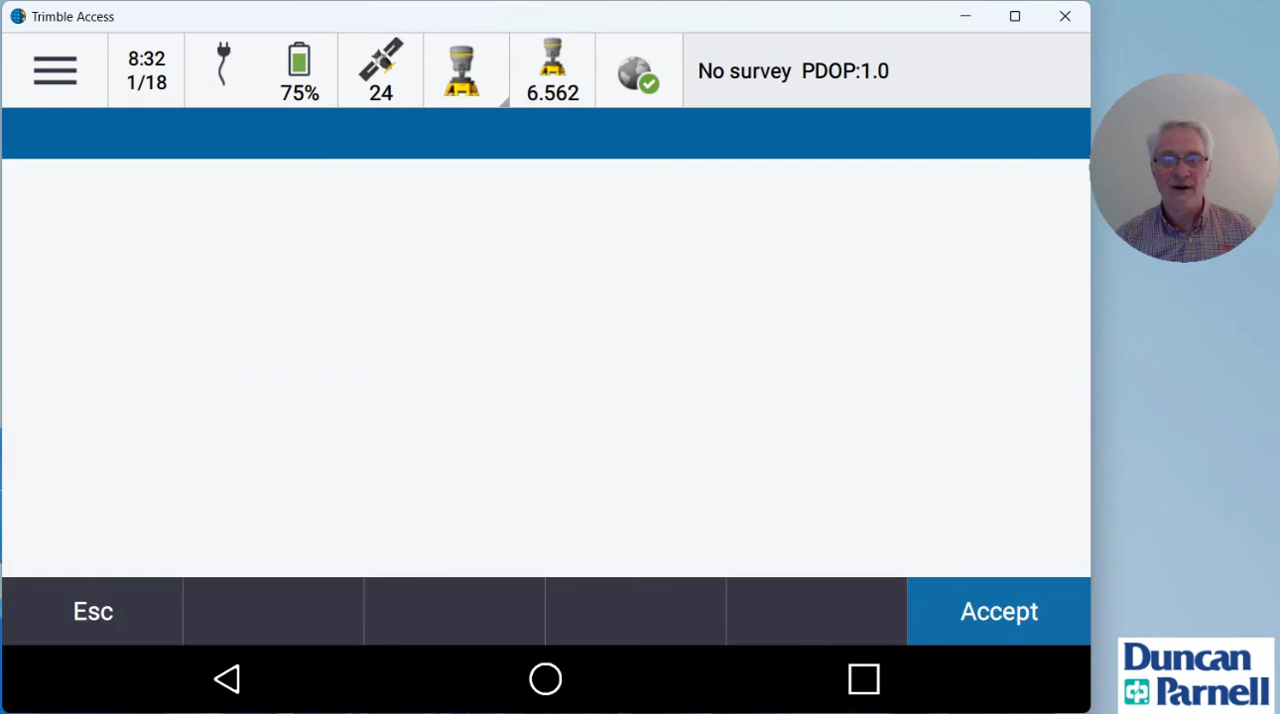 Trimble Access
8:32
1/18
75%
24
6.562
No survey PDOP:1.0
Esc
Accept
Duncan
Parnell